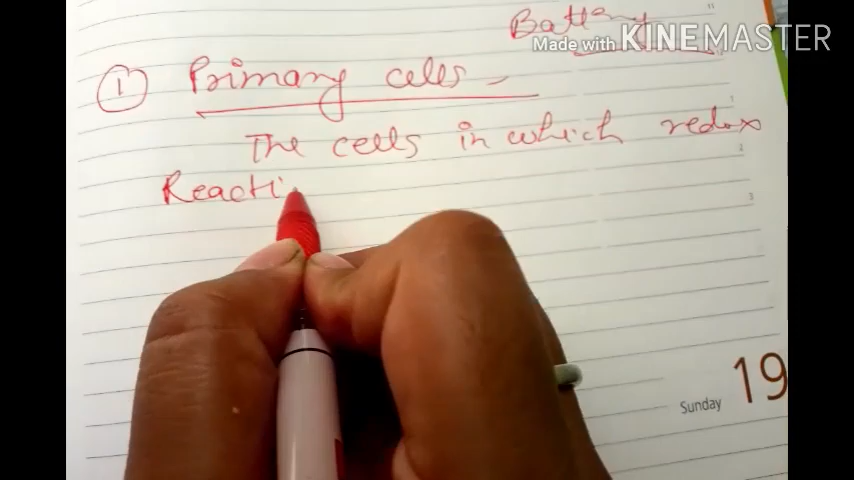 Battery
Made with KINEMASTER
① Primary cells -
The cells in which redox
Reacti
Sunday 19